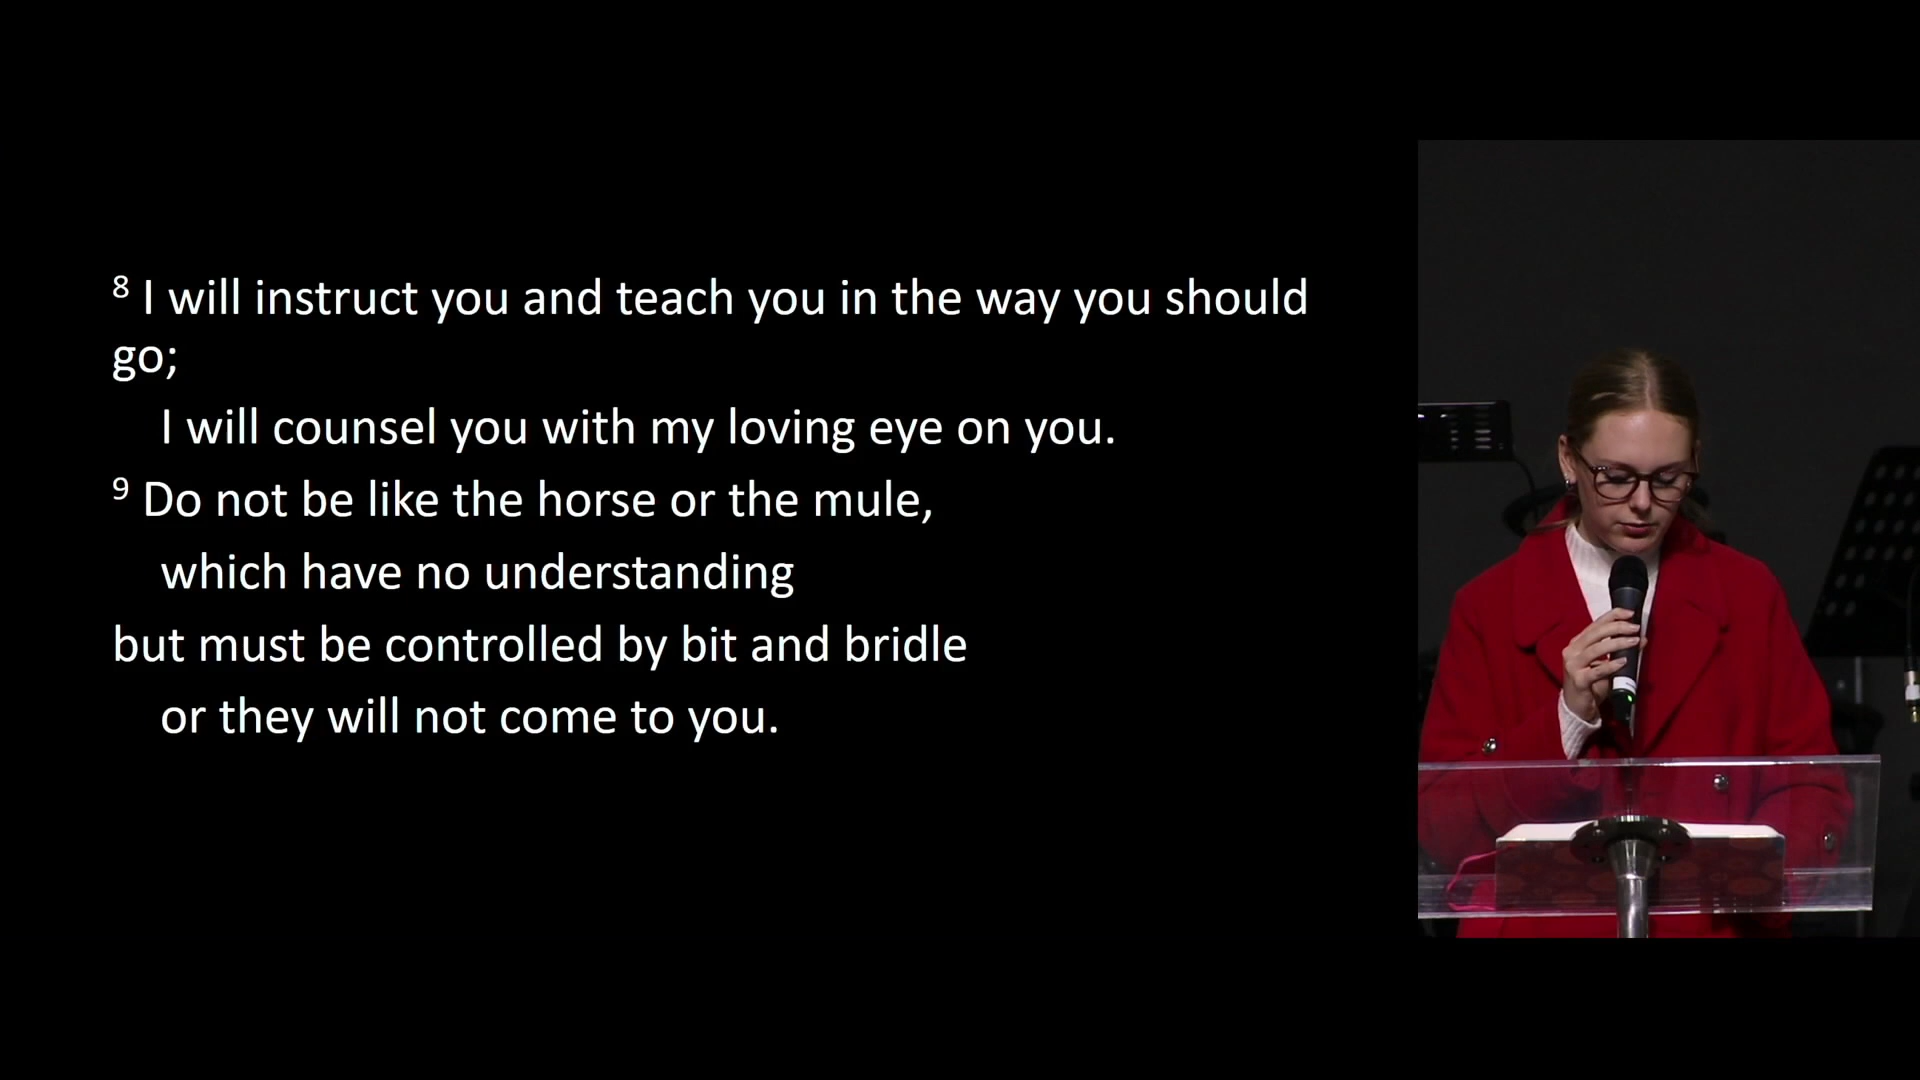 ⁸ I will instruct you and teach you in the way you should
go;
I will counsel you with my loving eye on you.
⁹ Do not be like the horse or the mule,
which have no understanding
but must be controlled by bit and bridle
or they will not come to you.